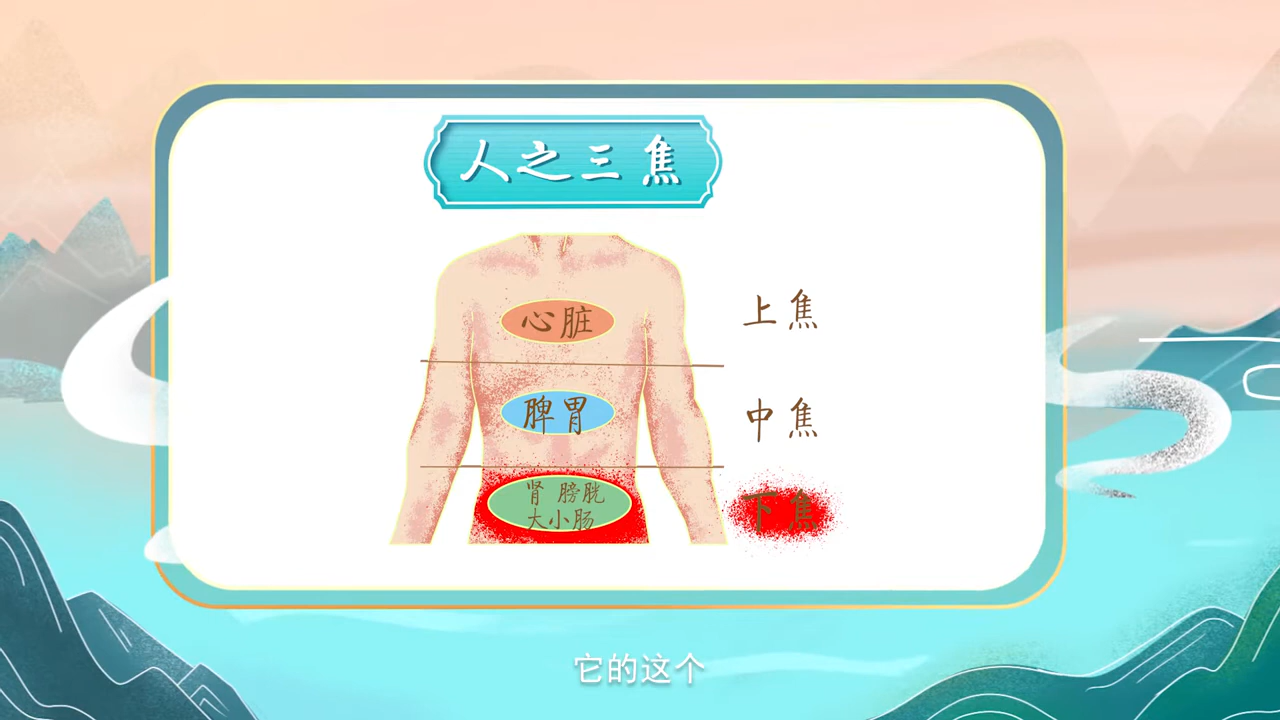 人之三焦
心脏
上焦
脾胃
中焦
肾 膀胱
大小肠
下焦
它的这个